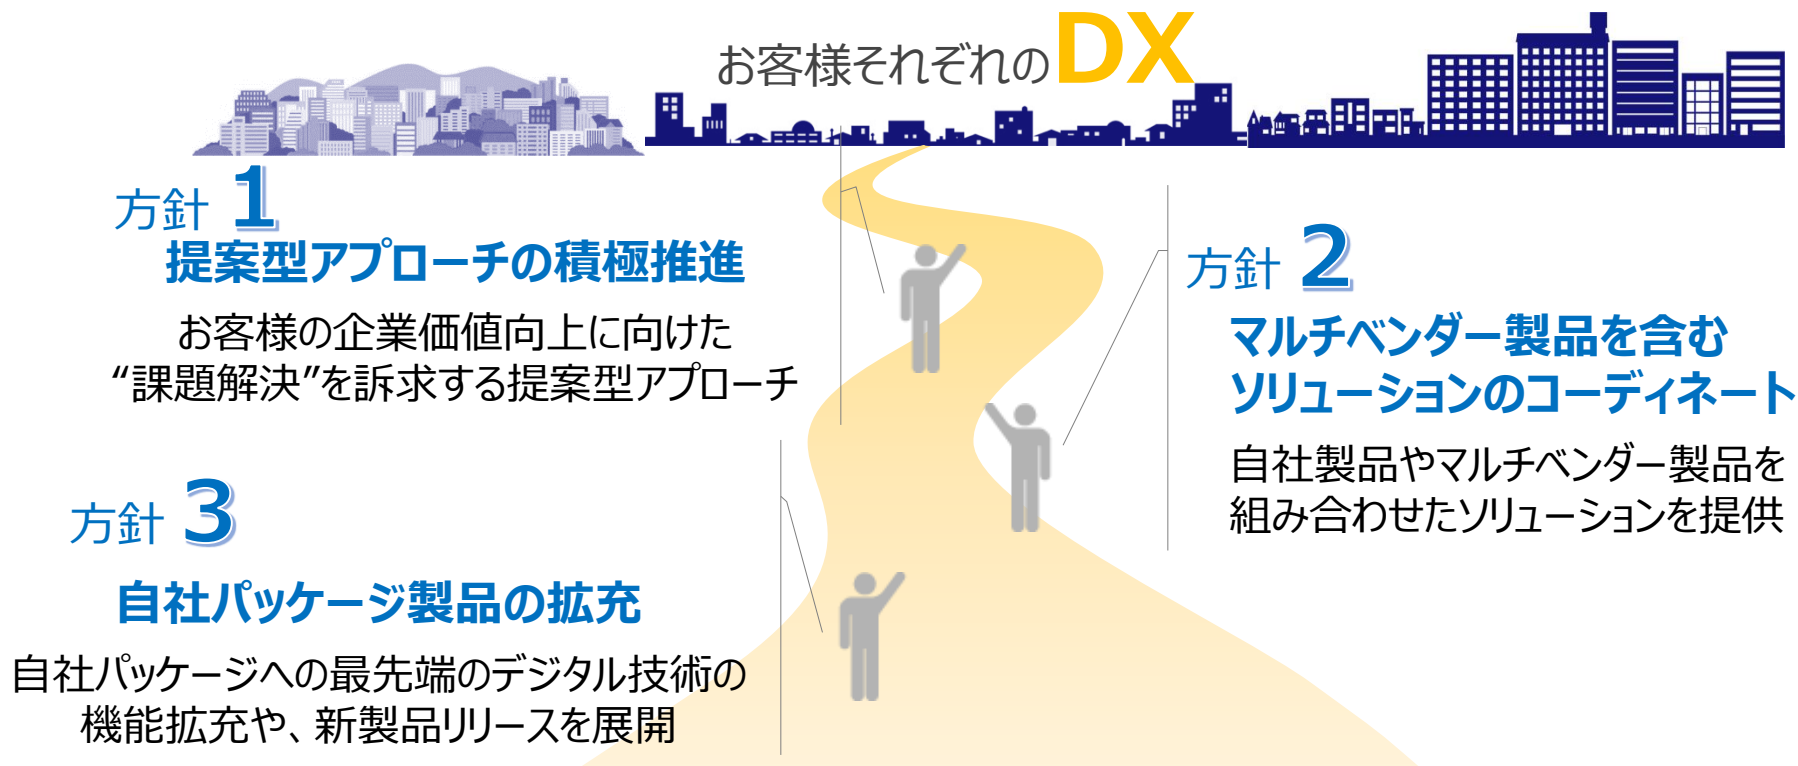 お客様それぞれのDX
方針 1
提案型アプローチの積極推進
お客様の企業価値向上に向けた
“課題解決”を訴求する提案型アプローチ
方針 2
マルチベンダー製品を含む
ソリューションのコーディネート
自社製品やマルチベンダー製品を
組み合わせたソリューションを提供
方針 3
自社パッケージ製品の拡充
自社パッケージへの最先端のデジタル技術の
機能拡充や、新製品リリースを展開